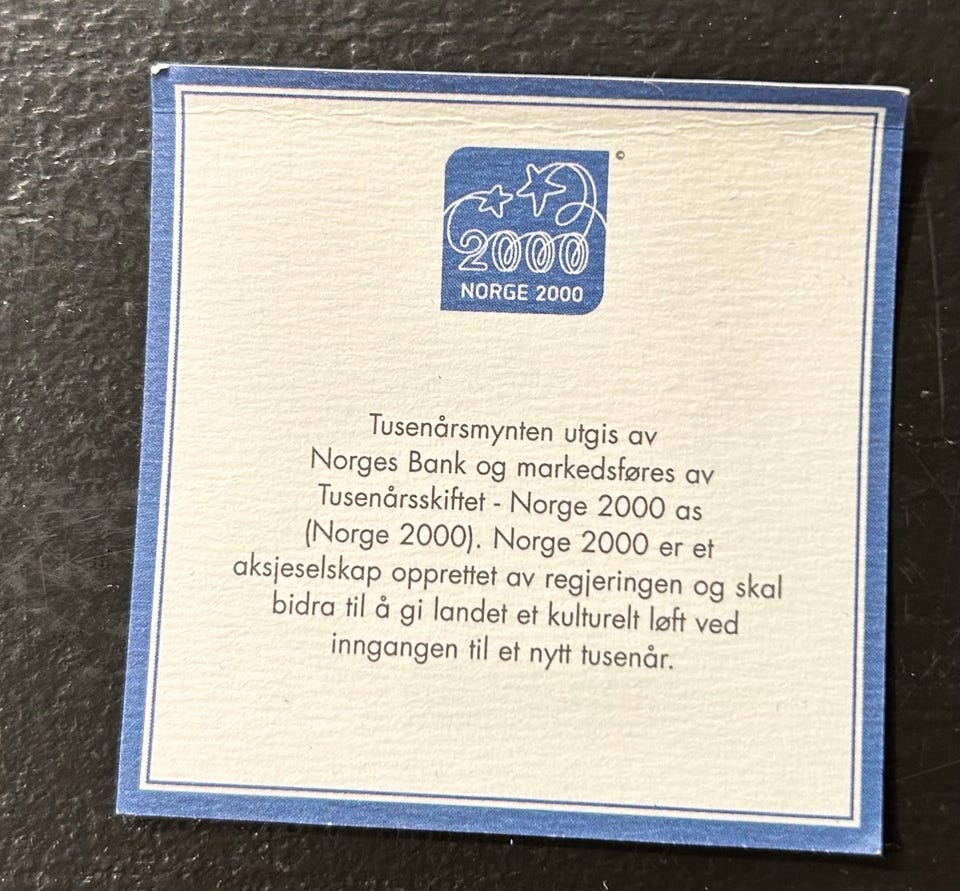 ©
2000
NORGE 2000
Tusenårsmynten utgis av
Norges Bank og markedsføres av
Tusenårsskiftet - Norge 2000 as
(Norge 2000). Norge 2000 er et
aksjeselskap opprettet av regjeringen og skal
bidra til å gi landet et kulturelt løft ved
inngangen til et nytt tusenår.